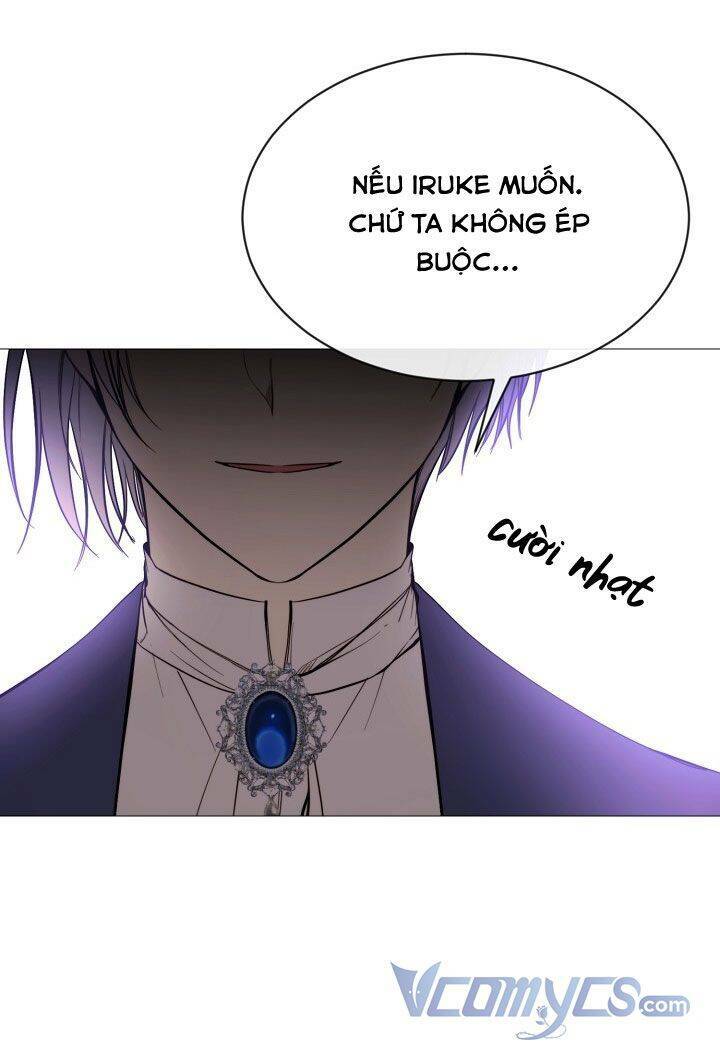 NẾU IRUKE MUỐN.
CHỨ TA KHÔNG ÉP
BUỘC...
cười nhạt
Vcomycs.com